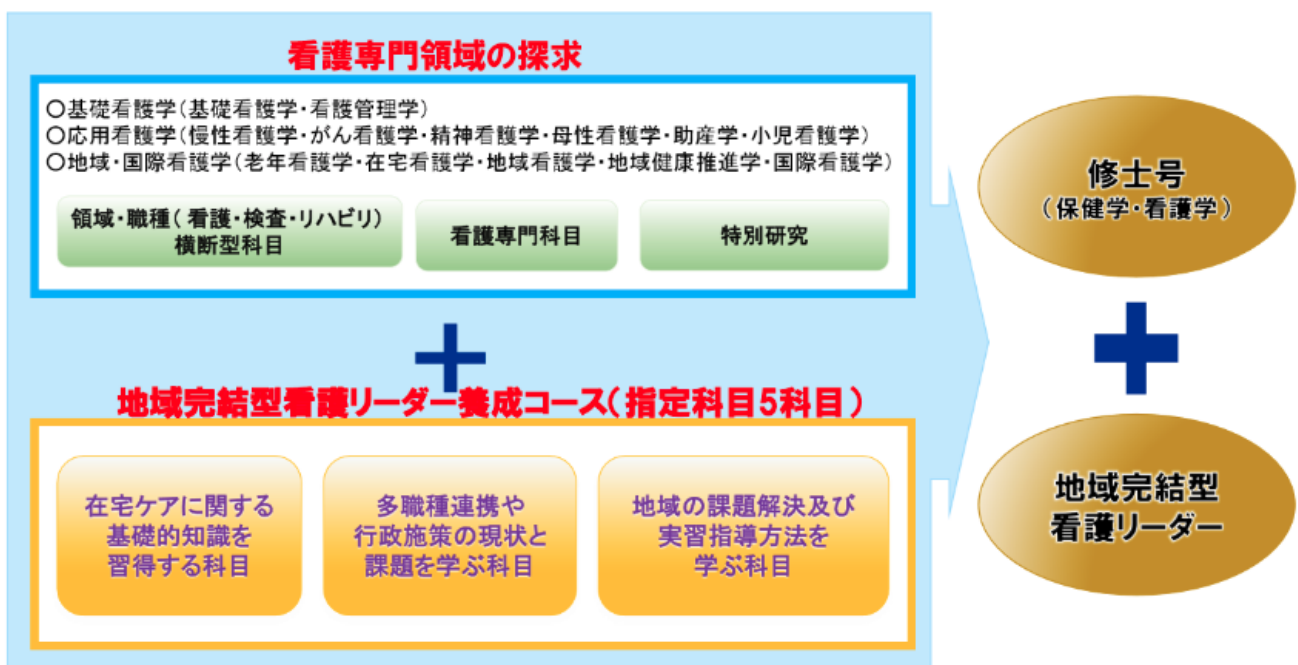 看護専門領域の探求
〇基礎看護学(基礎看護学・看護管理学)
〇応用看護学(慢性看護学・がん看護学・精神看護学・母性看護学・助産学・小児看護学)
〇地域・国際看護学(老年看護学・在宅看護学・地域看護学・地域健康推進学・国際看護学)
領域・職種(看護・検査・リハビリ)
横断型科目
看護専門科目
特別研究
+
地域完結型看護リーダー養成コース(指定科目5科目)
在宅ケアに関する
基礎的知識を
習得する科目
多職種連携や
行政施策の現状と
課題を学ぶ科目
地域の課題解決及び
実習指導方法を
学ぶ科目
修士号
(保健学・看護学)
+
地域完結型
看護リーダー